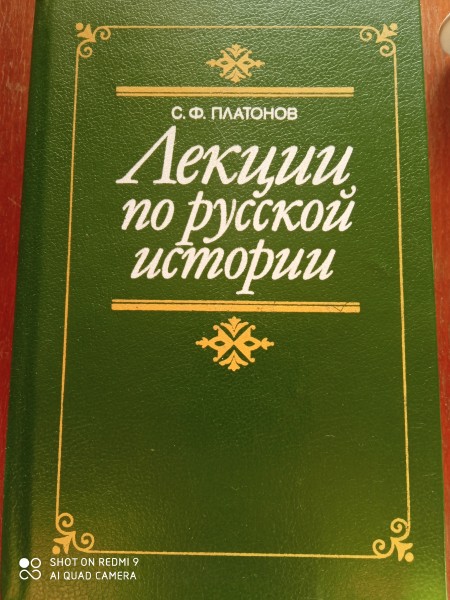 С. Ф. ПЛАТОНОВ
Лекции
по русской
истории
SHOT ON REDMI 9
AI QUAD CAMERA